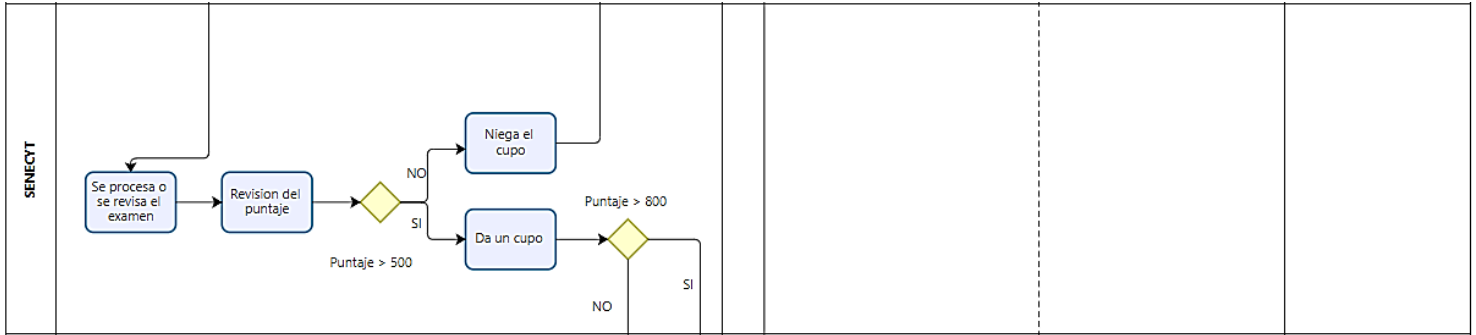 SENECYT
Se procesa o
se revisa el
examen
Revision del
puntaje
Puntaje > 500
NO
SI
Niega el
cupo
Da un cupo
Puntaje > 800
NO
SI